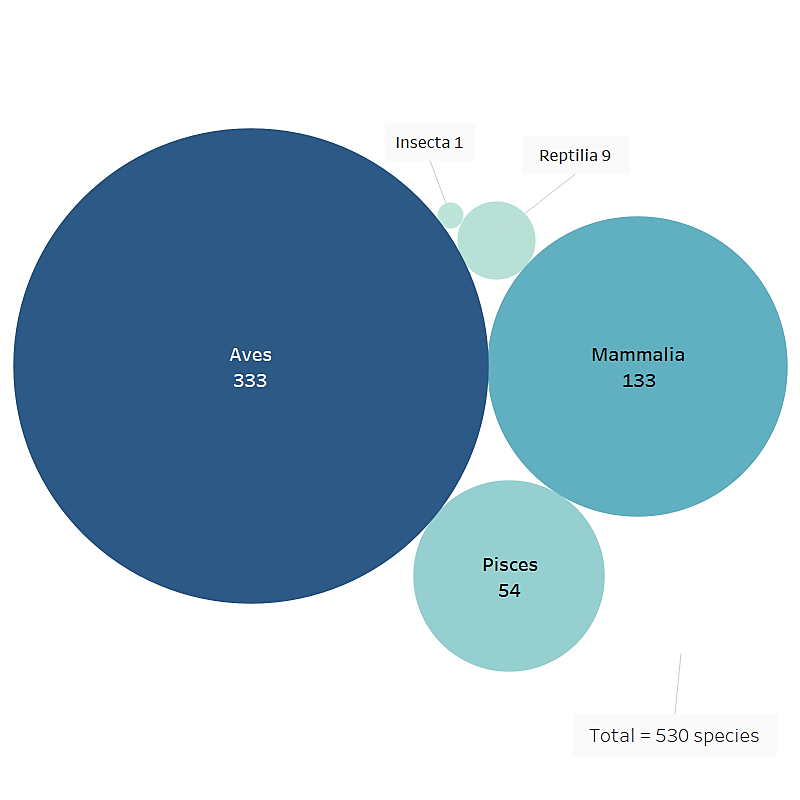 Insecta 1
Reptilia 9
Aves
333
Mammalia
133
Pisces
54
Total = 530 species